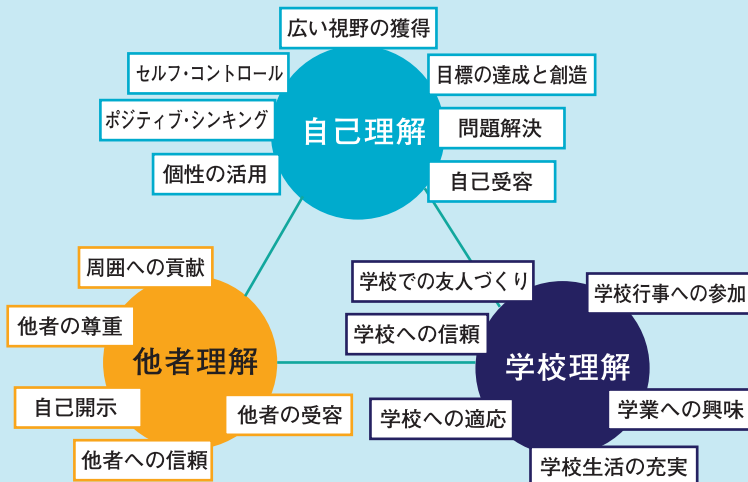 広い視野の獲得
セルフ・コントロール
目標の達成と創造
ポジティブ・シンキング
自己理解
問題解決
個性の活用
自己受容
周囲への貢献
学校での友人づくり
学校行事への参加
他者の尊重
学校への信頼
他者理解
学校理解
自己開示
他者の受容
学校への適応
学業への興味
他者への信頼
学校生活の充実